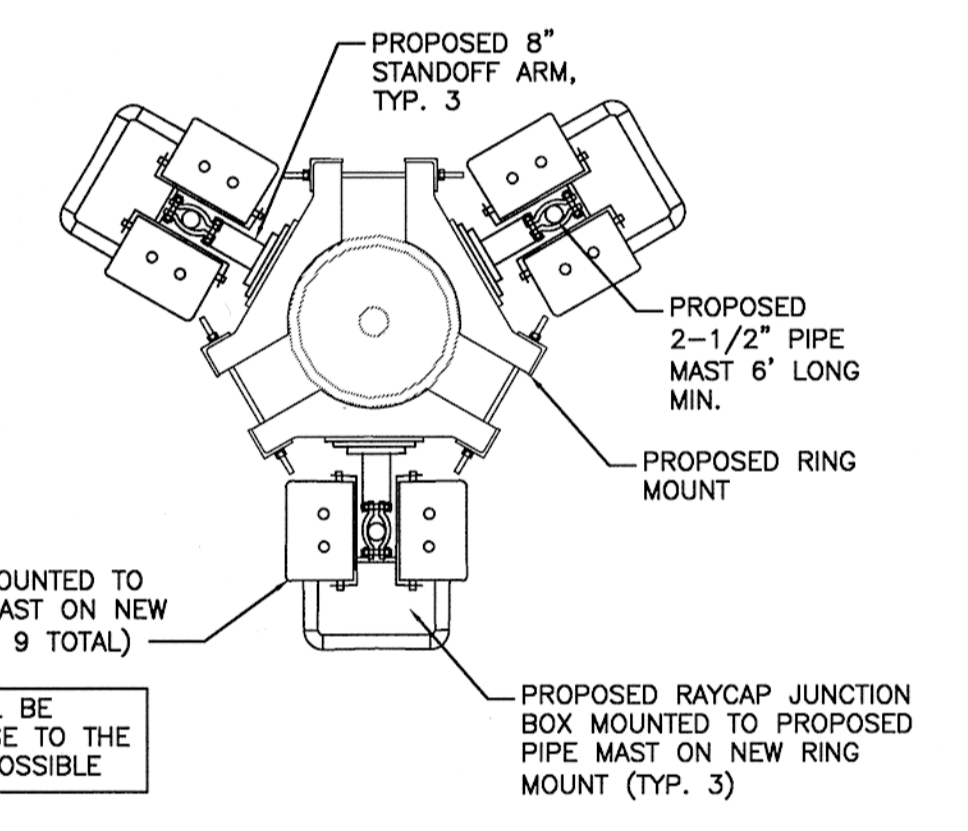 PROPOSED 8"
STANDOFF ARM,
TYP. 3
PROPOSED
2-1/2" PIPE
MAST 6' LONG
MIN.
PROPOSED RING
MOUNT
OUNTED TO
AST ON NEW
9 TOTAL)
BE
SE TO THE
OSSIBLE
PROPOSED RAYCAP JUNCTION
BOX MOUNTED TO PROPOSED
PIPE MAST ON NEW RING
MOUNT (TYP. 3)